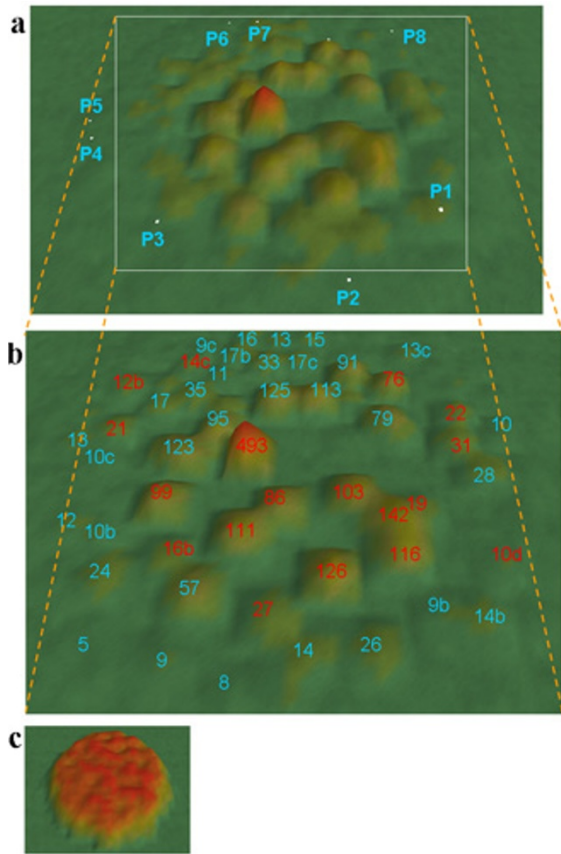 a
P6 P7 P8
P5
P4
P1
P3
P2
b
9c 16 13 15
14c 17b 33 17c 91 13c
12b 11 76
17 35 125 113
21 95 79 22 10
13 10c 123 493 31
28
99 86 103 19
12 10b 111 142
16b 116 10d
24 57 126
27 9b 14b
5 9 14 26
8
c